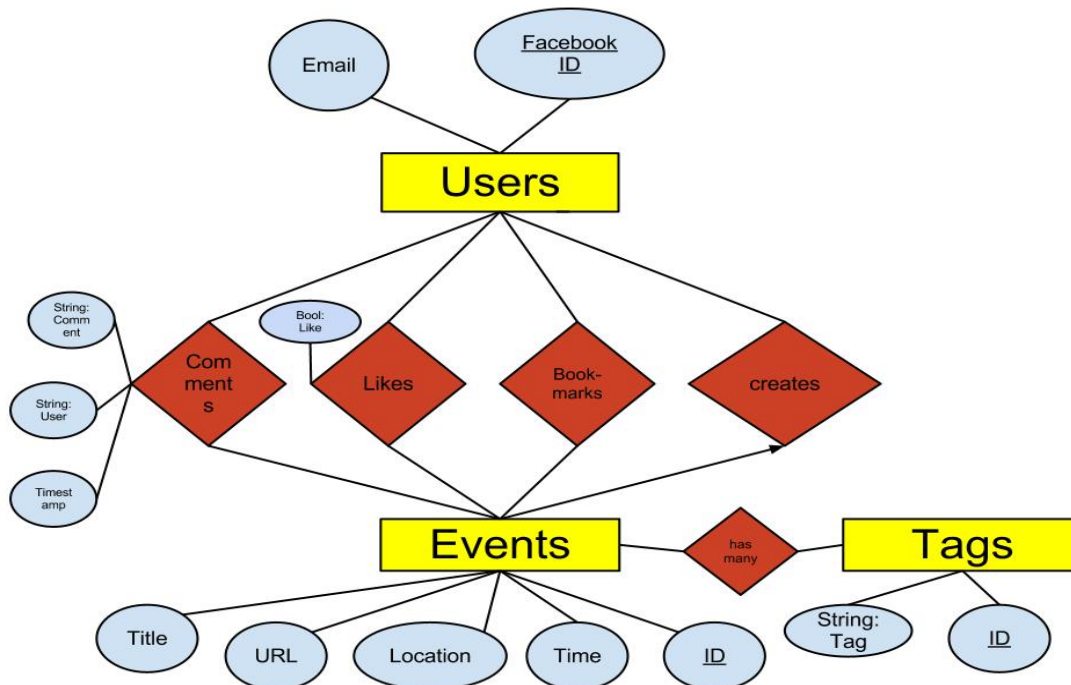 Email
Facebook
ID
Users
String:
Comm
ent
Bool:
Like
Com
ment
s
Likes
Book-
marks
creates
String:
User
Timest
amp
Events
has
many
Tags
Title
URL
Location
Time
ID
String:
Tag
ID